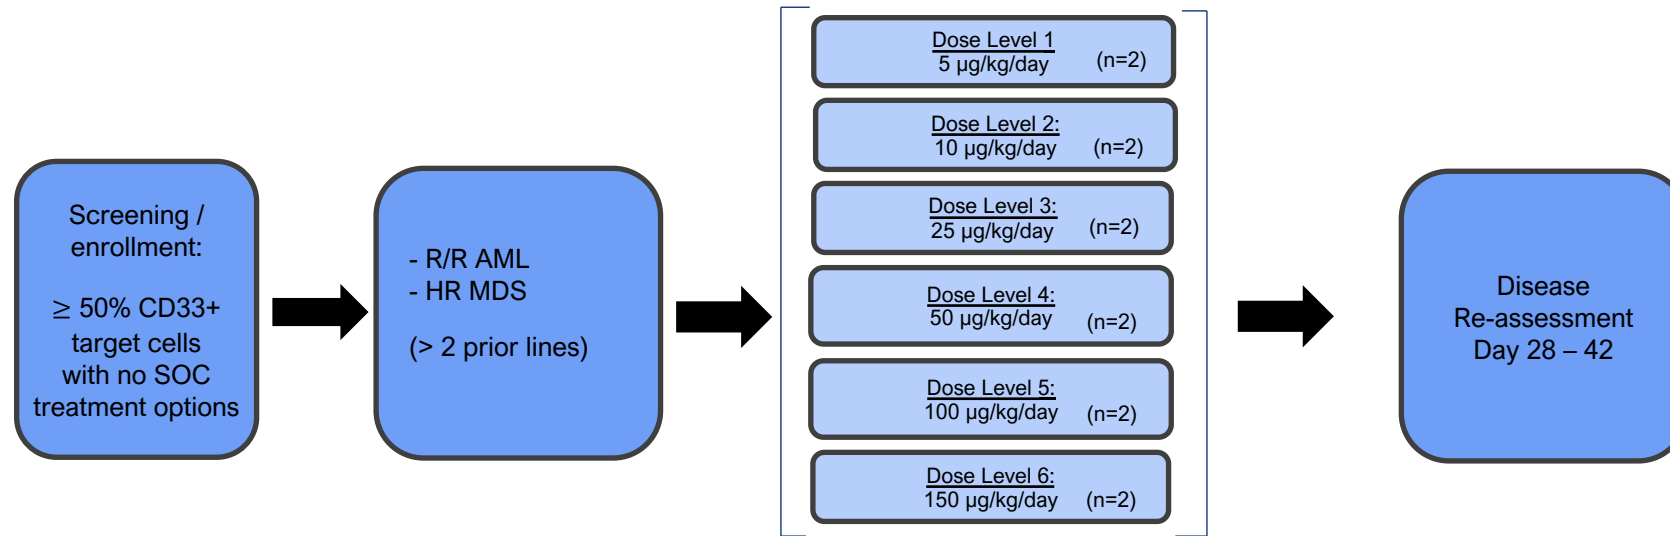 Screening /
enrollment:
≥ 50% CD33+
target cells
with no SOC
treatment options
- R/R AML
- HR MDS
(> 2 prior lines)
Dose Level 1
5 µg/kg/day (n=2)
Dose Level 2:
10 µg/kg/day (n=2)
Dose Level 3:
25 µg/kg/day (n=2)
Dose Level 4:
50 µg/kg/day (n=2)
Dose Level 5:
100 µg/kg/day (n=2)
Dose Level 6:
150 µg/kg/day (n=2)
Disease
Re-assessment
Day 28 – 42